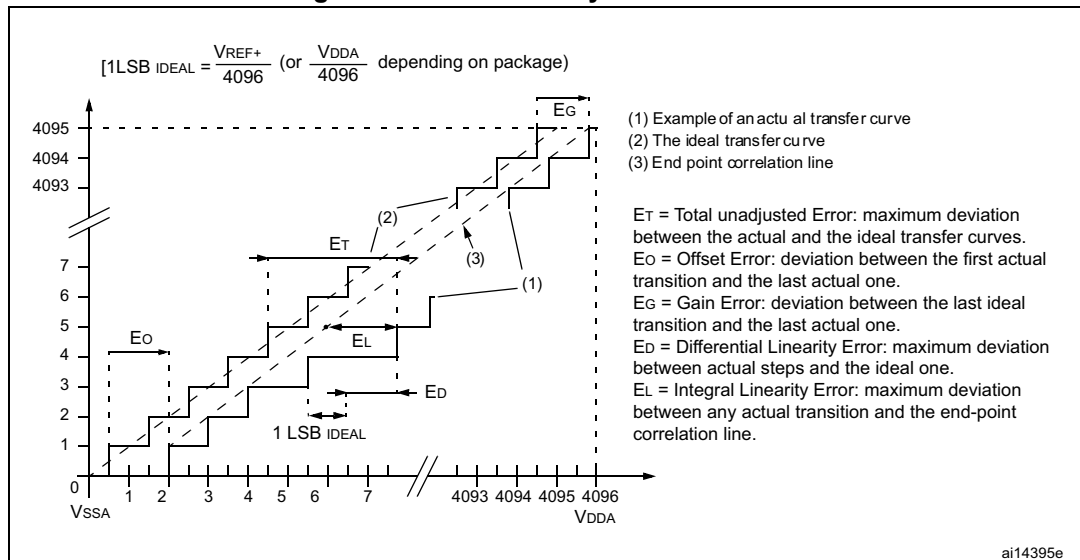 [1LSB IDEAL = VREF+ / 4096 (or VDDA / 4096 depending on package)
EG
4095
4094
4093
7
6
5
4
3
2
1
0
(2)
ET
(3)
(1)
EO
EL
ED
1 LSB IDEAL
1 2 3 4 5 6 7 4093 4094 4095 4096
VSSA
VDDA
(1) Example of an actu al transfer curve
(2) The ideal transfer curve
(3) End point correlation line
ET = Total unadjusted Error: maximum deviation
between the actual and the ideal transfer curves.
EO = Offset Error: deviation between the first actual
transition and the last actual one.
EG = Gain Error: deviation between the last ideal
transition and the last actual one.
ED = Differential Linearity Error: maximum deviation
between actual steps and the ideal one.
EL = Integral Linearity Error: maximum deviation
between any actual transition and the end-point
correlation line.
ai14395e